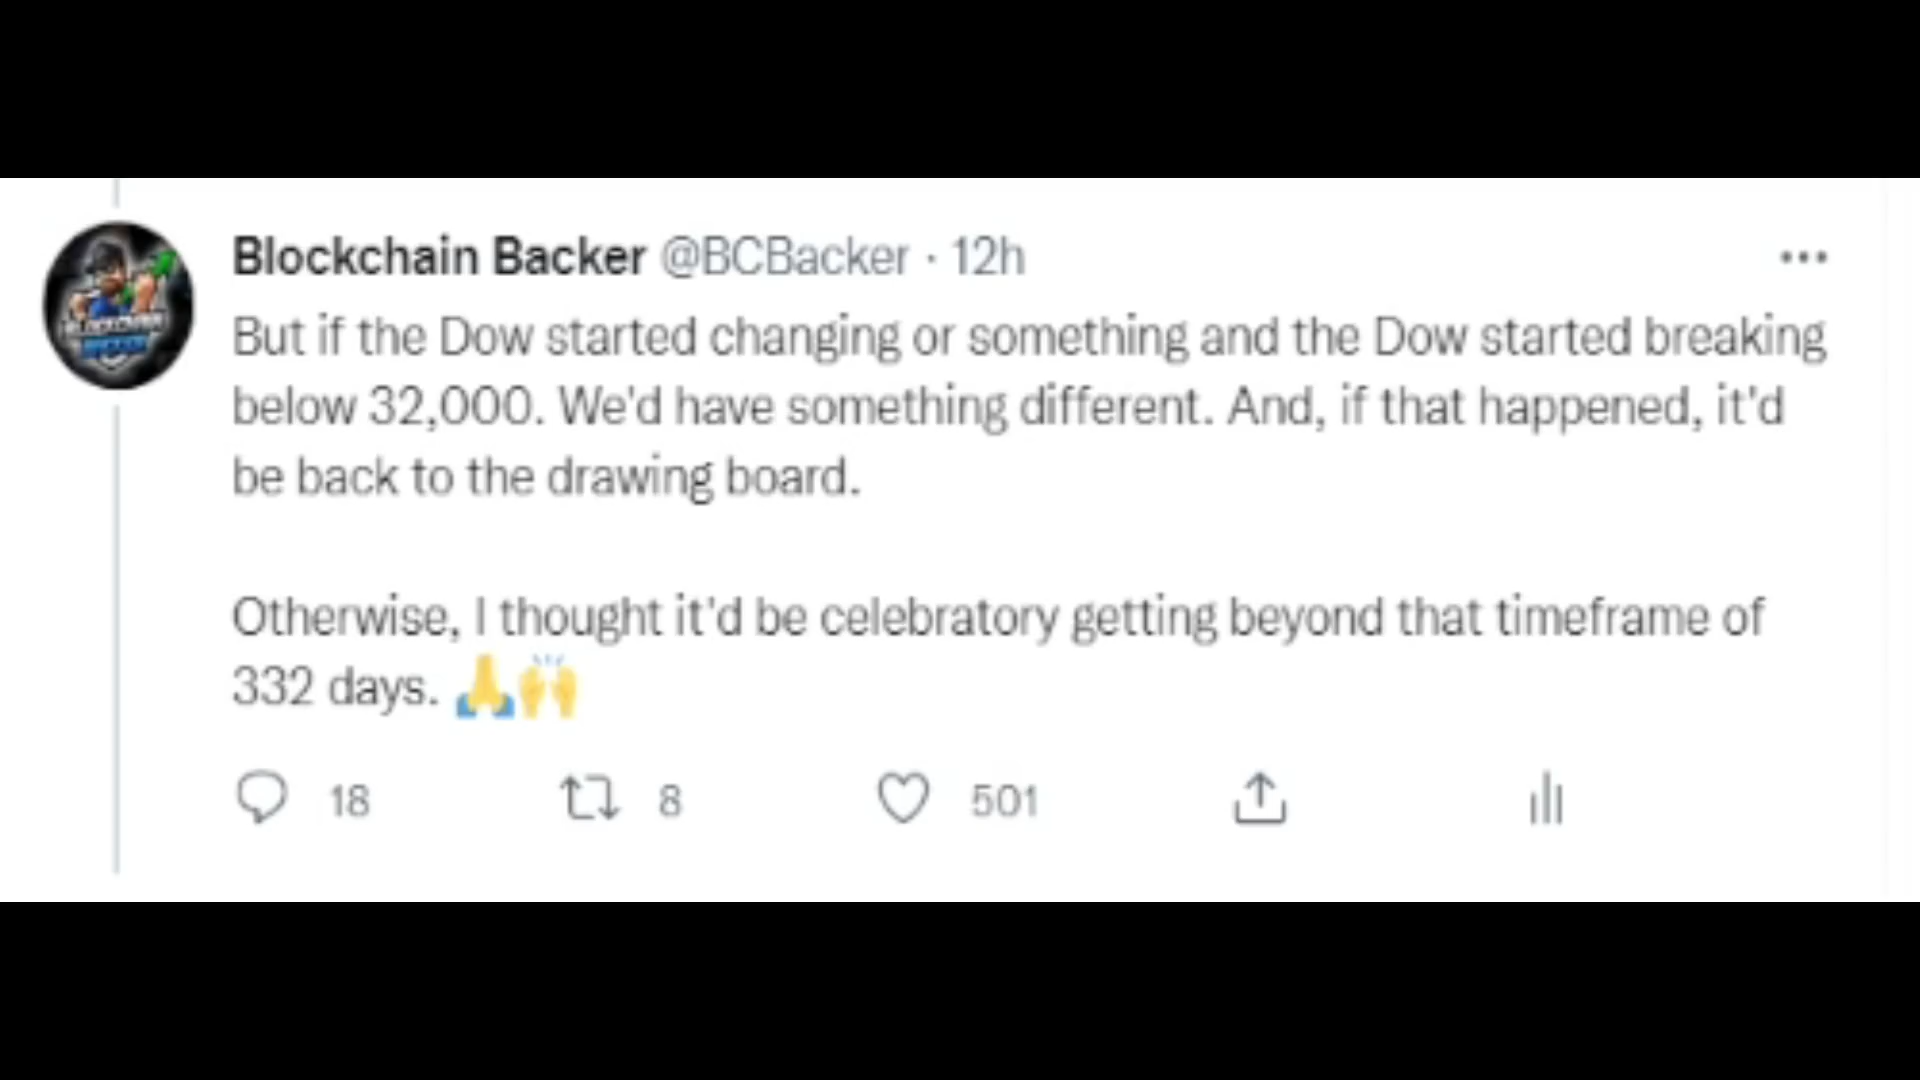 Blockchain Backer @BCBacker · 12h
But if the Dow started changing or something and the Dow started breaking
below 32,000. We'd have something different. And, if that happened, it'd
be back to the drawing board.
Otherwise, I thought it'd be celebratory getting beyond that timeframe of
332 days. 🙏🙌
18 8 501